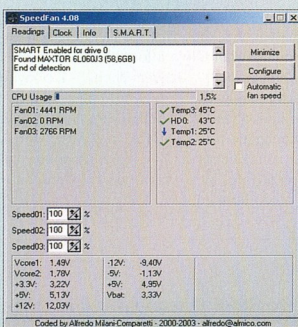 SpeedFan 4.08
Readings Clock Info S.M.A.R.T.
SMART Enabled for drive 0
Found MAXTOR 6L060J3 (58,6GB)
End of detection
Minimize
Configure
Automatic fan speed
CPU Usage 1,5%
Fan01: 4441 RPM
Fan02: 0 RPM
Fan03: 2766 RPM
Temp3: 45°C
HD0: 43°C
Temp1: 25°C
Temp2: 25°C
Speed01: 100 %
Speed02: 100 %
Speed03: 100 %
Vcore1: 1,49V -12V: -9,40V
Vcore2: 1,78V -5V: -1,13V
+3.3V: 3,22V +5V: 4,95V
+5V: 5,13V Vbat: 3,33V
+12V: 12,03V
Coded by Alfredo Milani-Comparetti - 2000-2003 - alfredo@almico.com